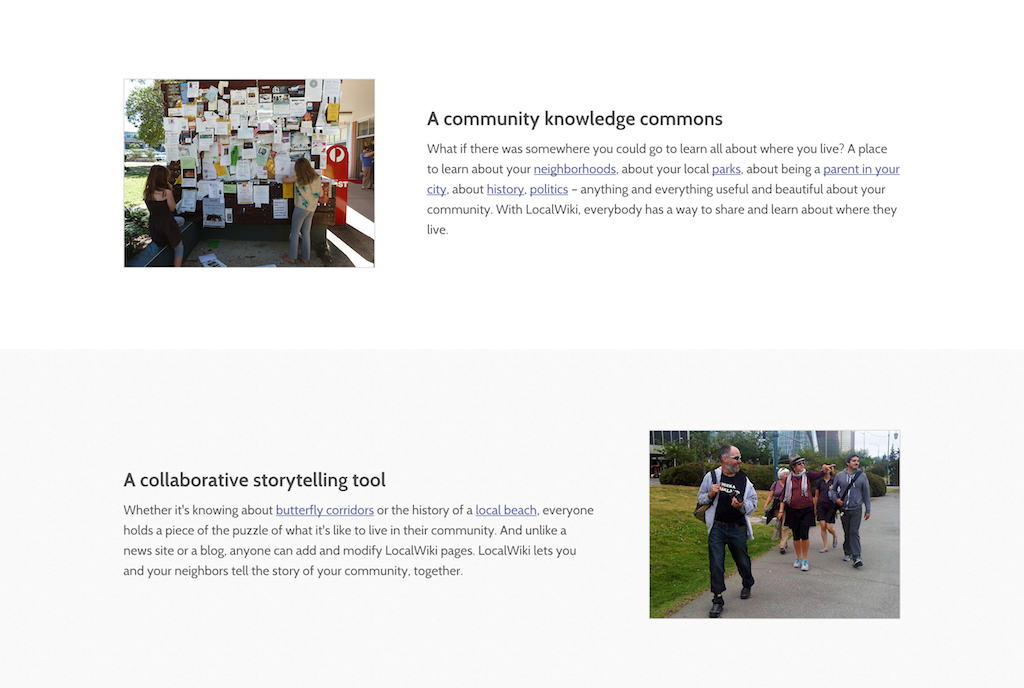 A community knowledge commons
What if there was somewhere you could go to learn all about where you live? A place
to learn about your neighborhoods, about your local parks, about being a parent in your
city, about history, politics – anything and everything useful and beautiful about your
community. With LocalWiki, everybody has a way to share and learn about where they
live.
A collaborative storytelling tool
Whether it's knowing about butterfly corridors or the history of a local beach, everyone
holds a piece of the puzzle of what it's like to live in their community. And unlike a
news site or a blog, anyone can add and modify LocalWiki pages. LocalWiki lets you
and your neighbors tell the story of your community, together.